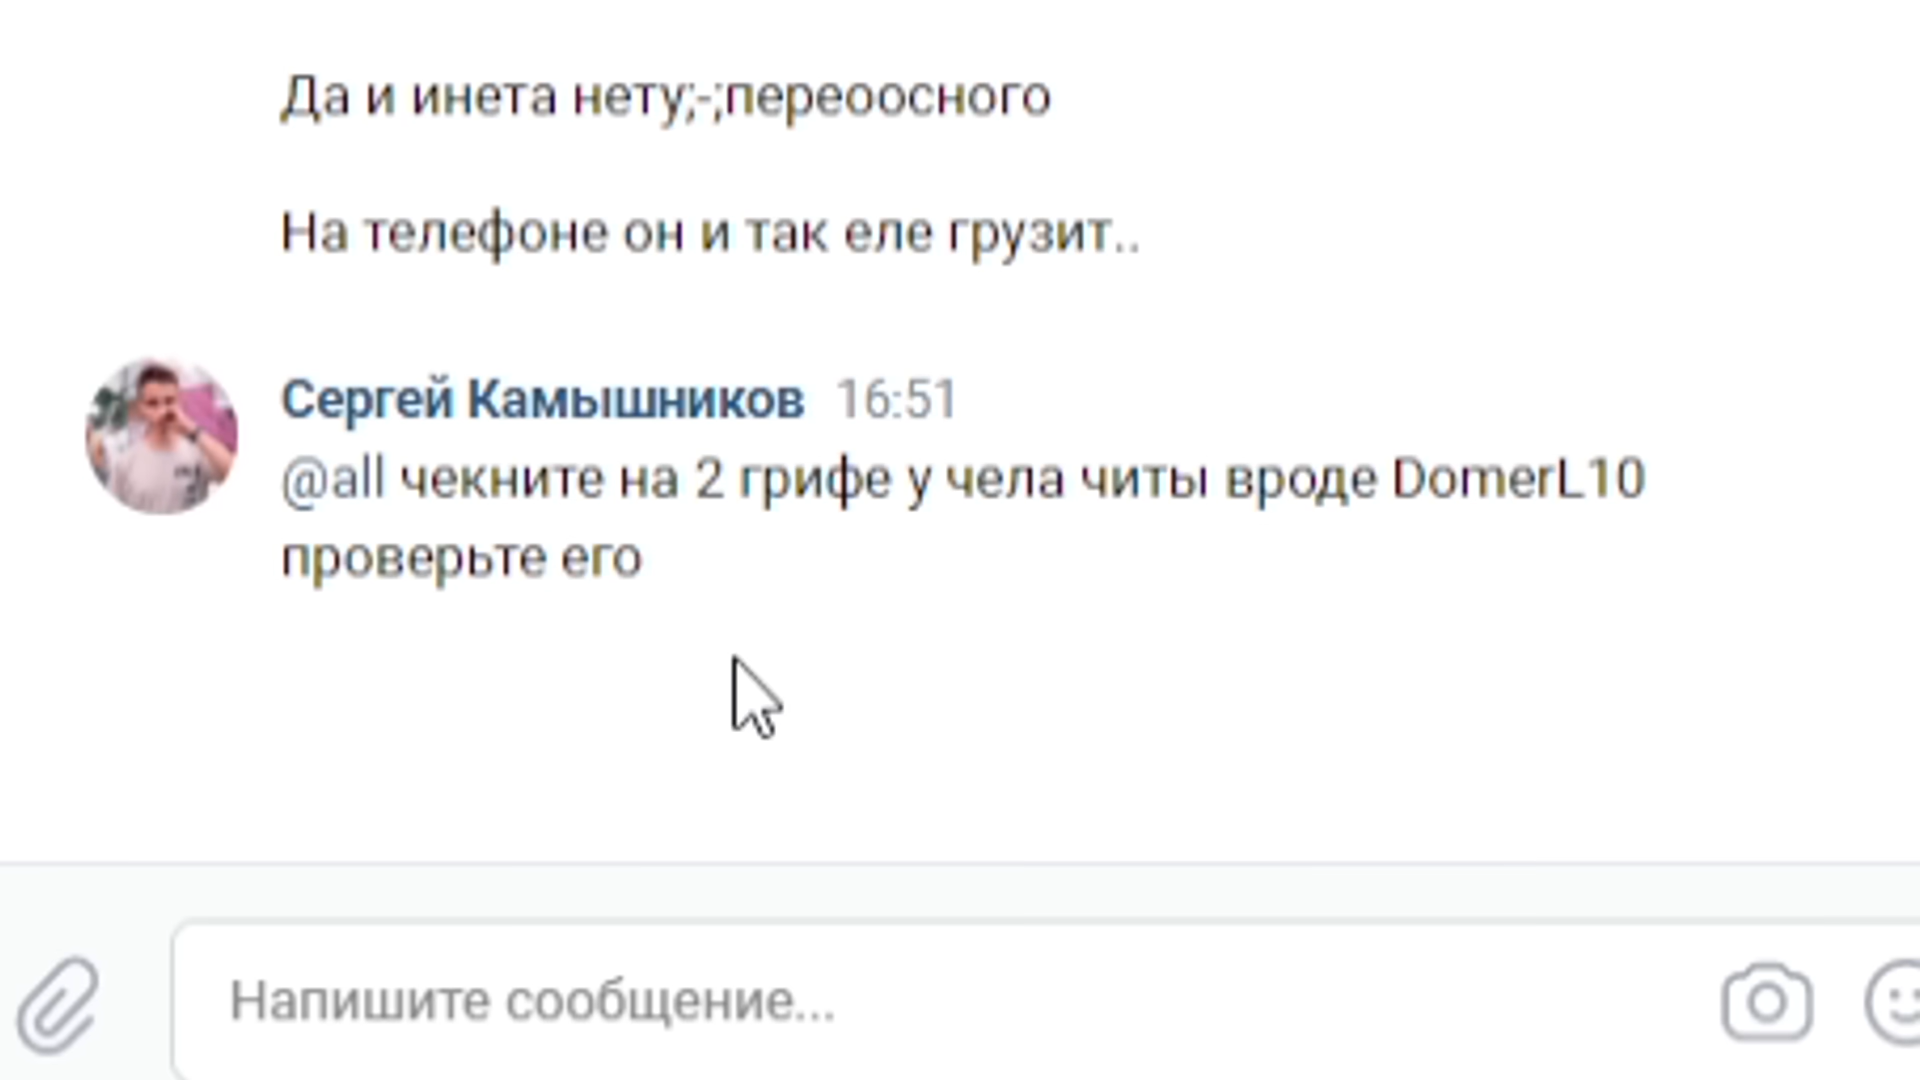 Да и инета нету;-;переоосного
На телефоне он и так еле грузит..
Сергей Камышников 16:51
@all чекните на 2 грифе у чела читы вроде DomerL10
проверьте его
Напишите сообщение...